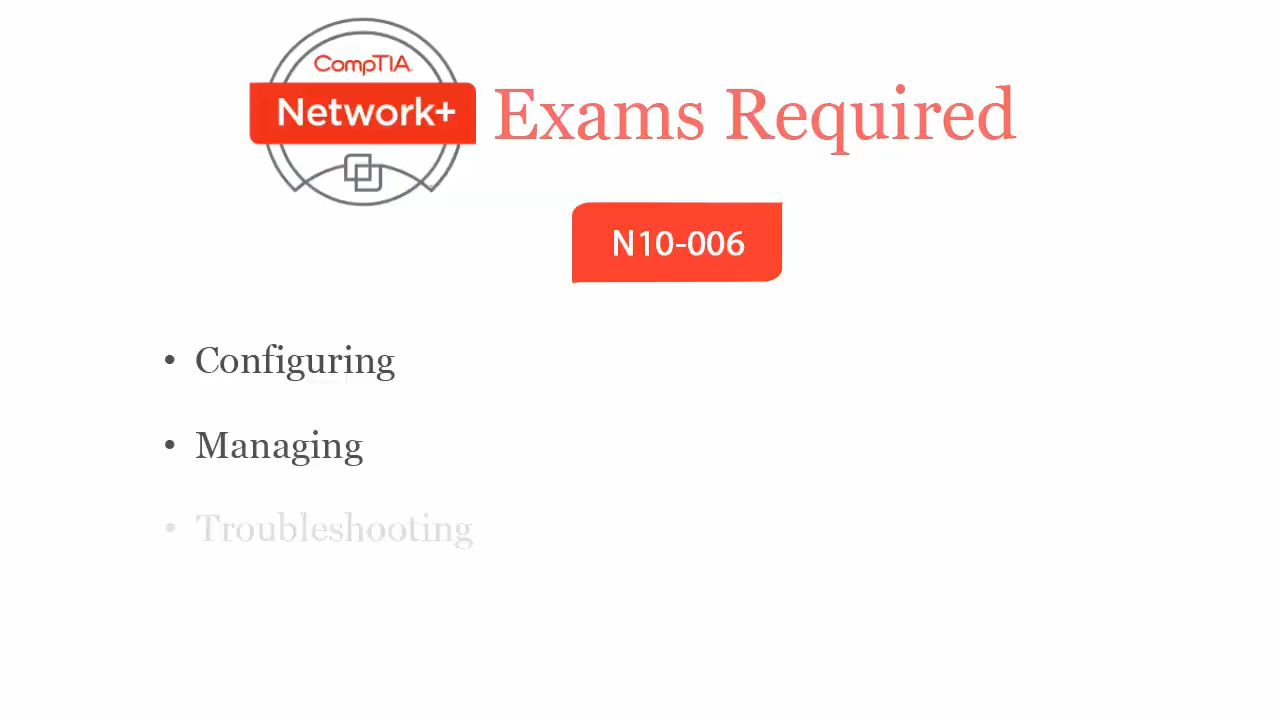 CompTIA.
Network+ Exams Required
N10-006
• Configuring
• Managing
• Troubleshooting